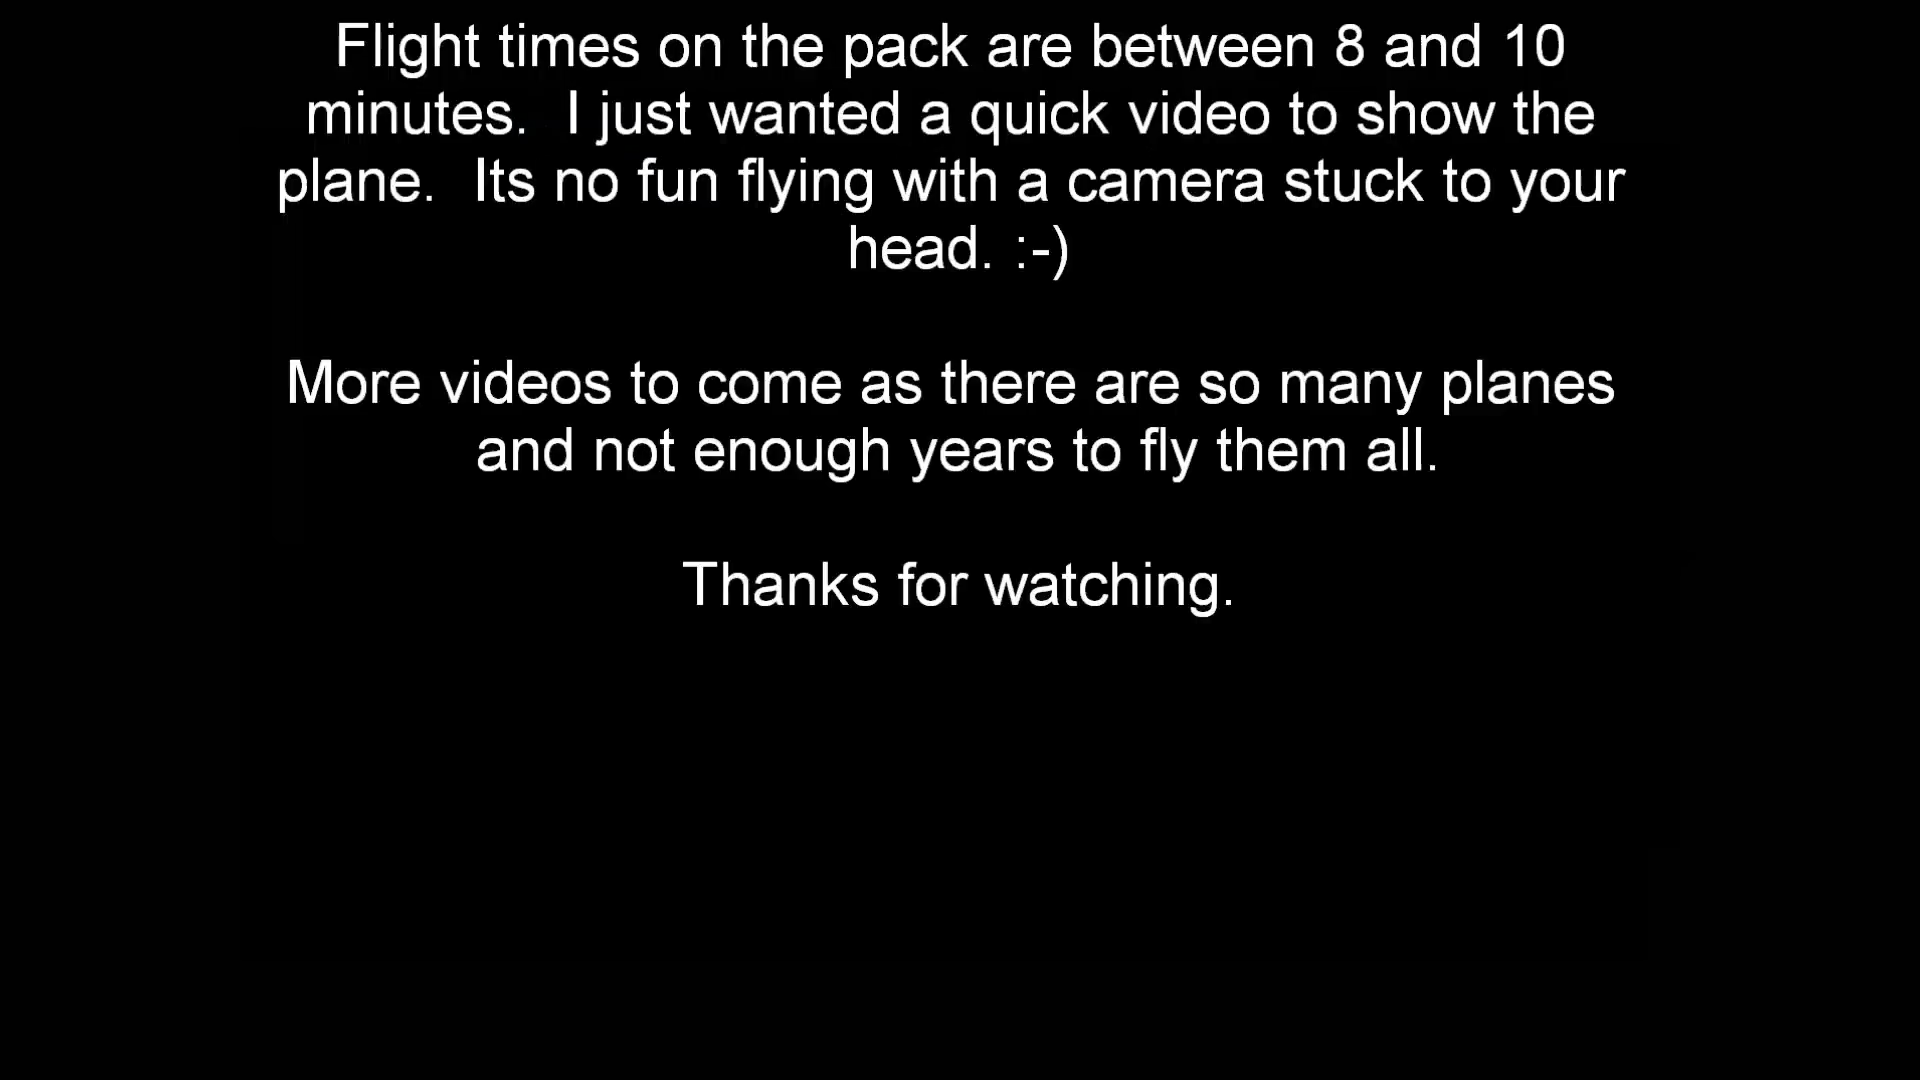 Flight times on the pack are between 8 and 10
minutes.  I just wanted a quick video to show the
plane.  Its no fun flying with a camera stuck to your
head. :-)
More videos to come as there are so many planes
and not enough years to fly them all.
Thanks for watching.